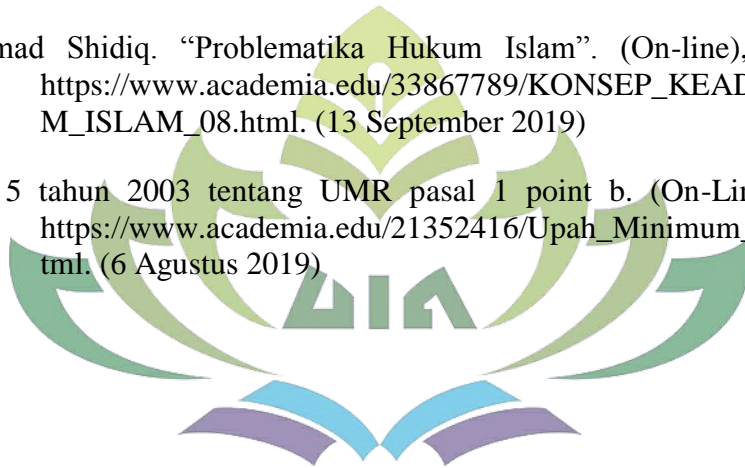 mad Shidiq. “Problematika Hukum Islam”. (On-line),
https://www.academia.edu/33867789/KONSEP_KEAD
M_ISLAM_08.html. (13 September 2019)
5 tahun 2003 tentang UMR pasal 1 point b. (On-Lin
https://www.academia.edu/21352416/Upah_Minimum_
tml. (6 Agustus 2019)
UIN